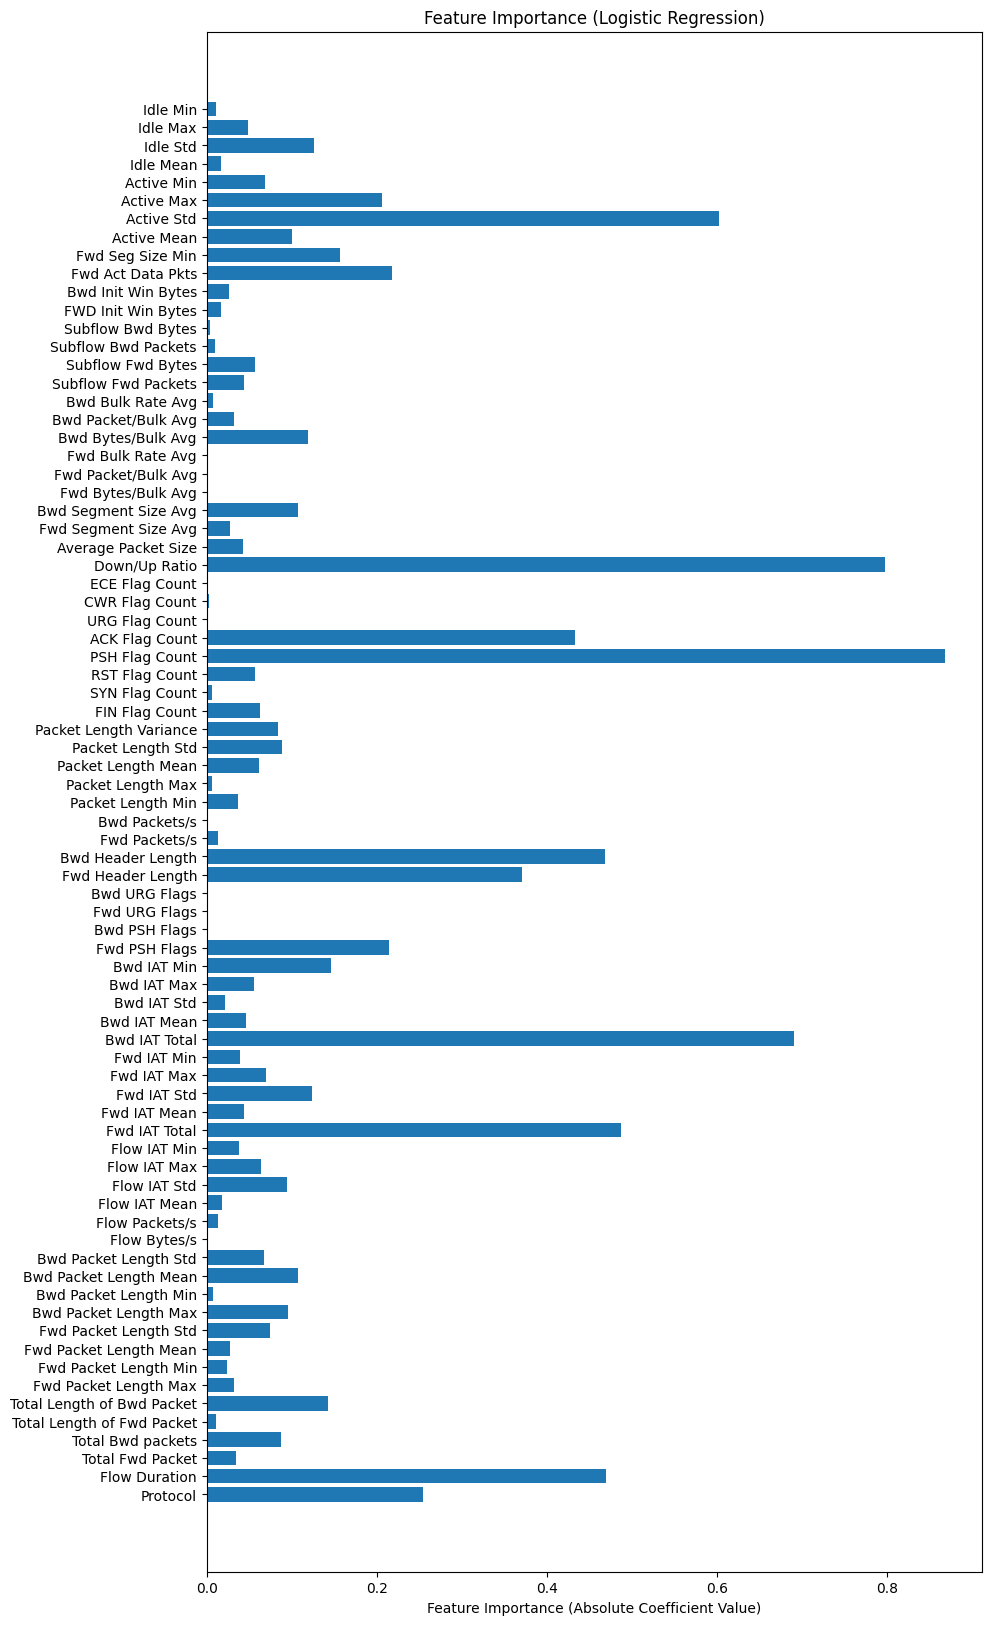 Feature Importance (Logistic Regression)
Idle Min
Idle Max
Idle Std
Idle Mean
Active Min
Active Max
Active Std
Active Mean
Fwd Seg Size Min
Fwd Act Data Pkts
Bwd Init Win Bytes
FWD Init Win Bytes
Subflow Bwd Bytes
Subflow Bwd Packets
Subflow Fwd Bytes
Subflow Fwd Packets
Bwd Bulk Rate Avg
Bwd Packet/Bulk Avg
Bwd Bytes/Bulk Avg
Fwd Bulk Rate Avg
Fwd Packet/Bulk Avg
Fwd Bytes/Bulk Avg
Bwd Segment Size Avg
Fwd Segment Size Avg
Average Packet Size
Down/Up Ratio
ECE Flag Count
CWR Flag Count
URG Flag Count
ACK Flag Count
PSH Flag Count
RST Flag Count
SYN Flag Count
FIN Flag Count
Packet Length Variance
Packet Length Std
Packet Length Mean
Packet Length Max
Packet Length Min
Bwd Packets/s
Fwd Packets/s
Bwd Header Length
Fwd Header Length
Bwd URG Flags
Fwd URG Flags
Bwd PSH Flags
Fwd PSH Flags
Bwd IAT Min
Bwd IAT Max
Bwd IAT Std
Bwd IAT Mean
Bwd IAT Total
Fwd IAT Min
Fwd IAT Max
Fwd IAT Std
Fwd IAT Mean
Fwd IAT Total
Flow IAT Min
Flow IAT Max
Flow IAT Std
Flow IAT Mean
Flow Packets/s
Flow Bytes/s
Bwd Packet Length Std
Bwd Packet Length Mean
Bwd Packet Length Min
Bwd Packet Length Max
Fwd Packet Length Std
Fwd Packet Length Mean
Fwd Packet Length Min
Fwd Packet Length Max
Total Length of Bwd Packet
Total Length of Fwd Packet
Total Bwd packets
Total Fwd Packet
Flow Duration
Protocol
0.0 0.2 0.4 0.6 0.8
Feature Importance (Absolute Coefficient Value)